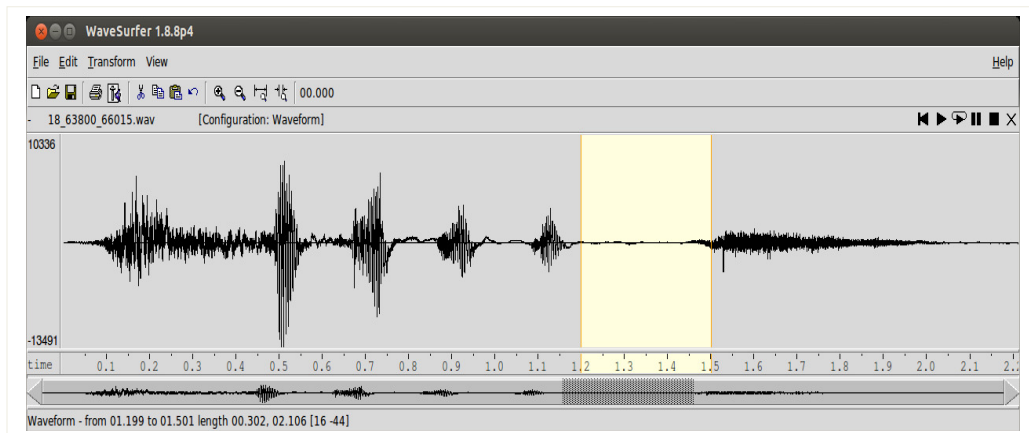 WaveSurfer 1.8.8p4
File Edit Transform View Help
00.000
- 18_63800_66015.wav [Configuration: Waveform] X
10336
-13491
time 0.1 0.2 0.3 0.4 0.5 0.6 0.7 0.8 0.9 1.0 1.1 1.2 1.3 1.4 1.5 1.6 1.7 1.8 1.9 2.0 2.1
Waveform - from 01.199 to 01.501 length 00.302, 02.106 [16 -44]